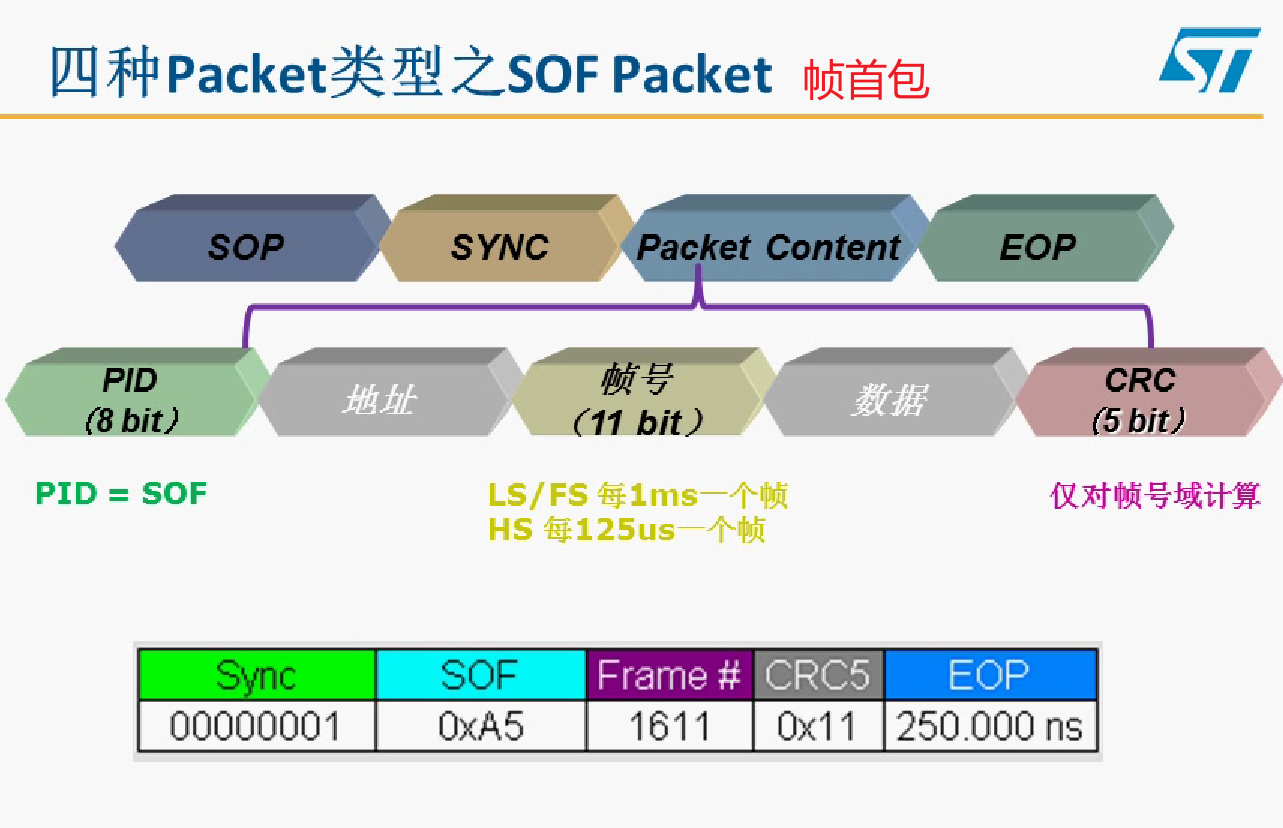 四种Packet类型之SOF Packet 帧首包
ST
SOP SYNC Packet Content EOP
PID 地址 帧号 数据 CRC
(8 bit) (11 bit) (5 bit)
PID = SOF LS/FS 每1ms一个帧 仅对帧号域计算
HS 每125us一个帧
Sync SOF Frame # CRC5 EOP
00000001 0xA5 1611 0x11 250.000 ns